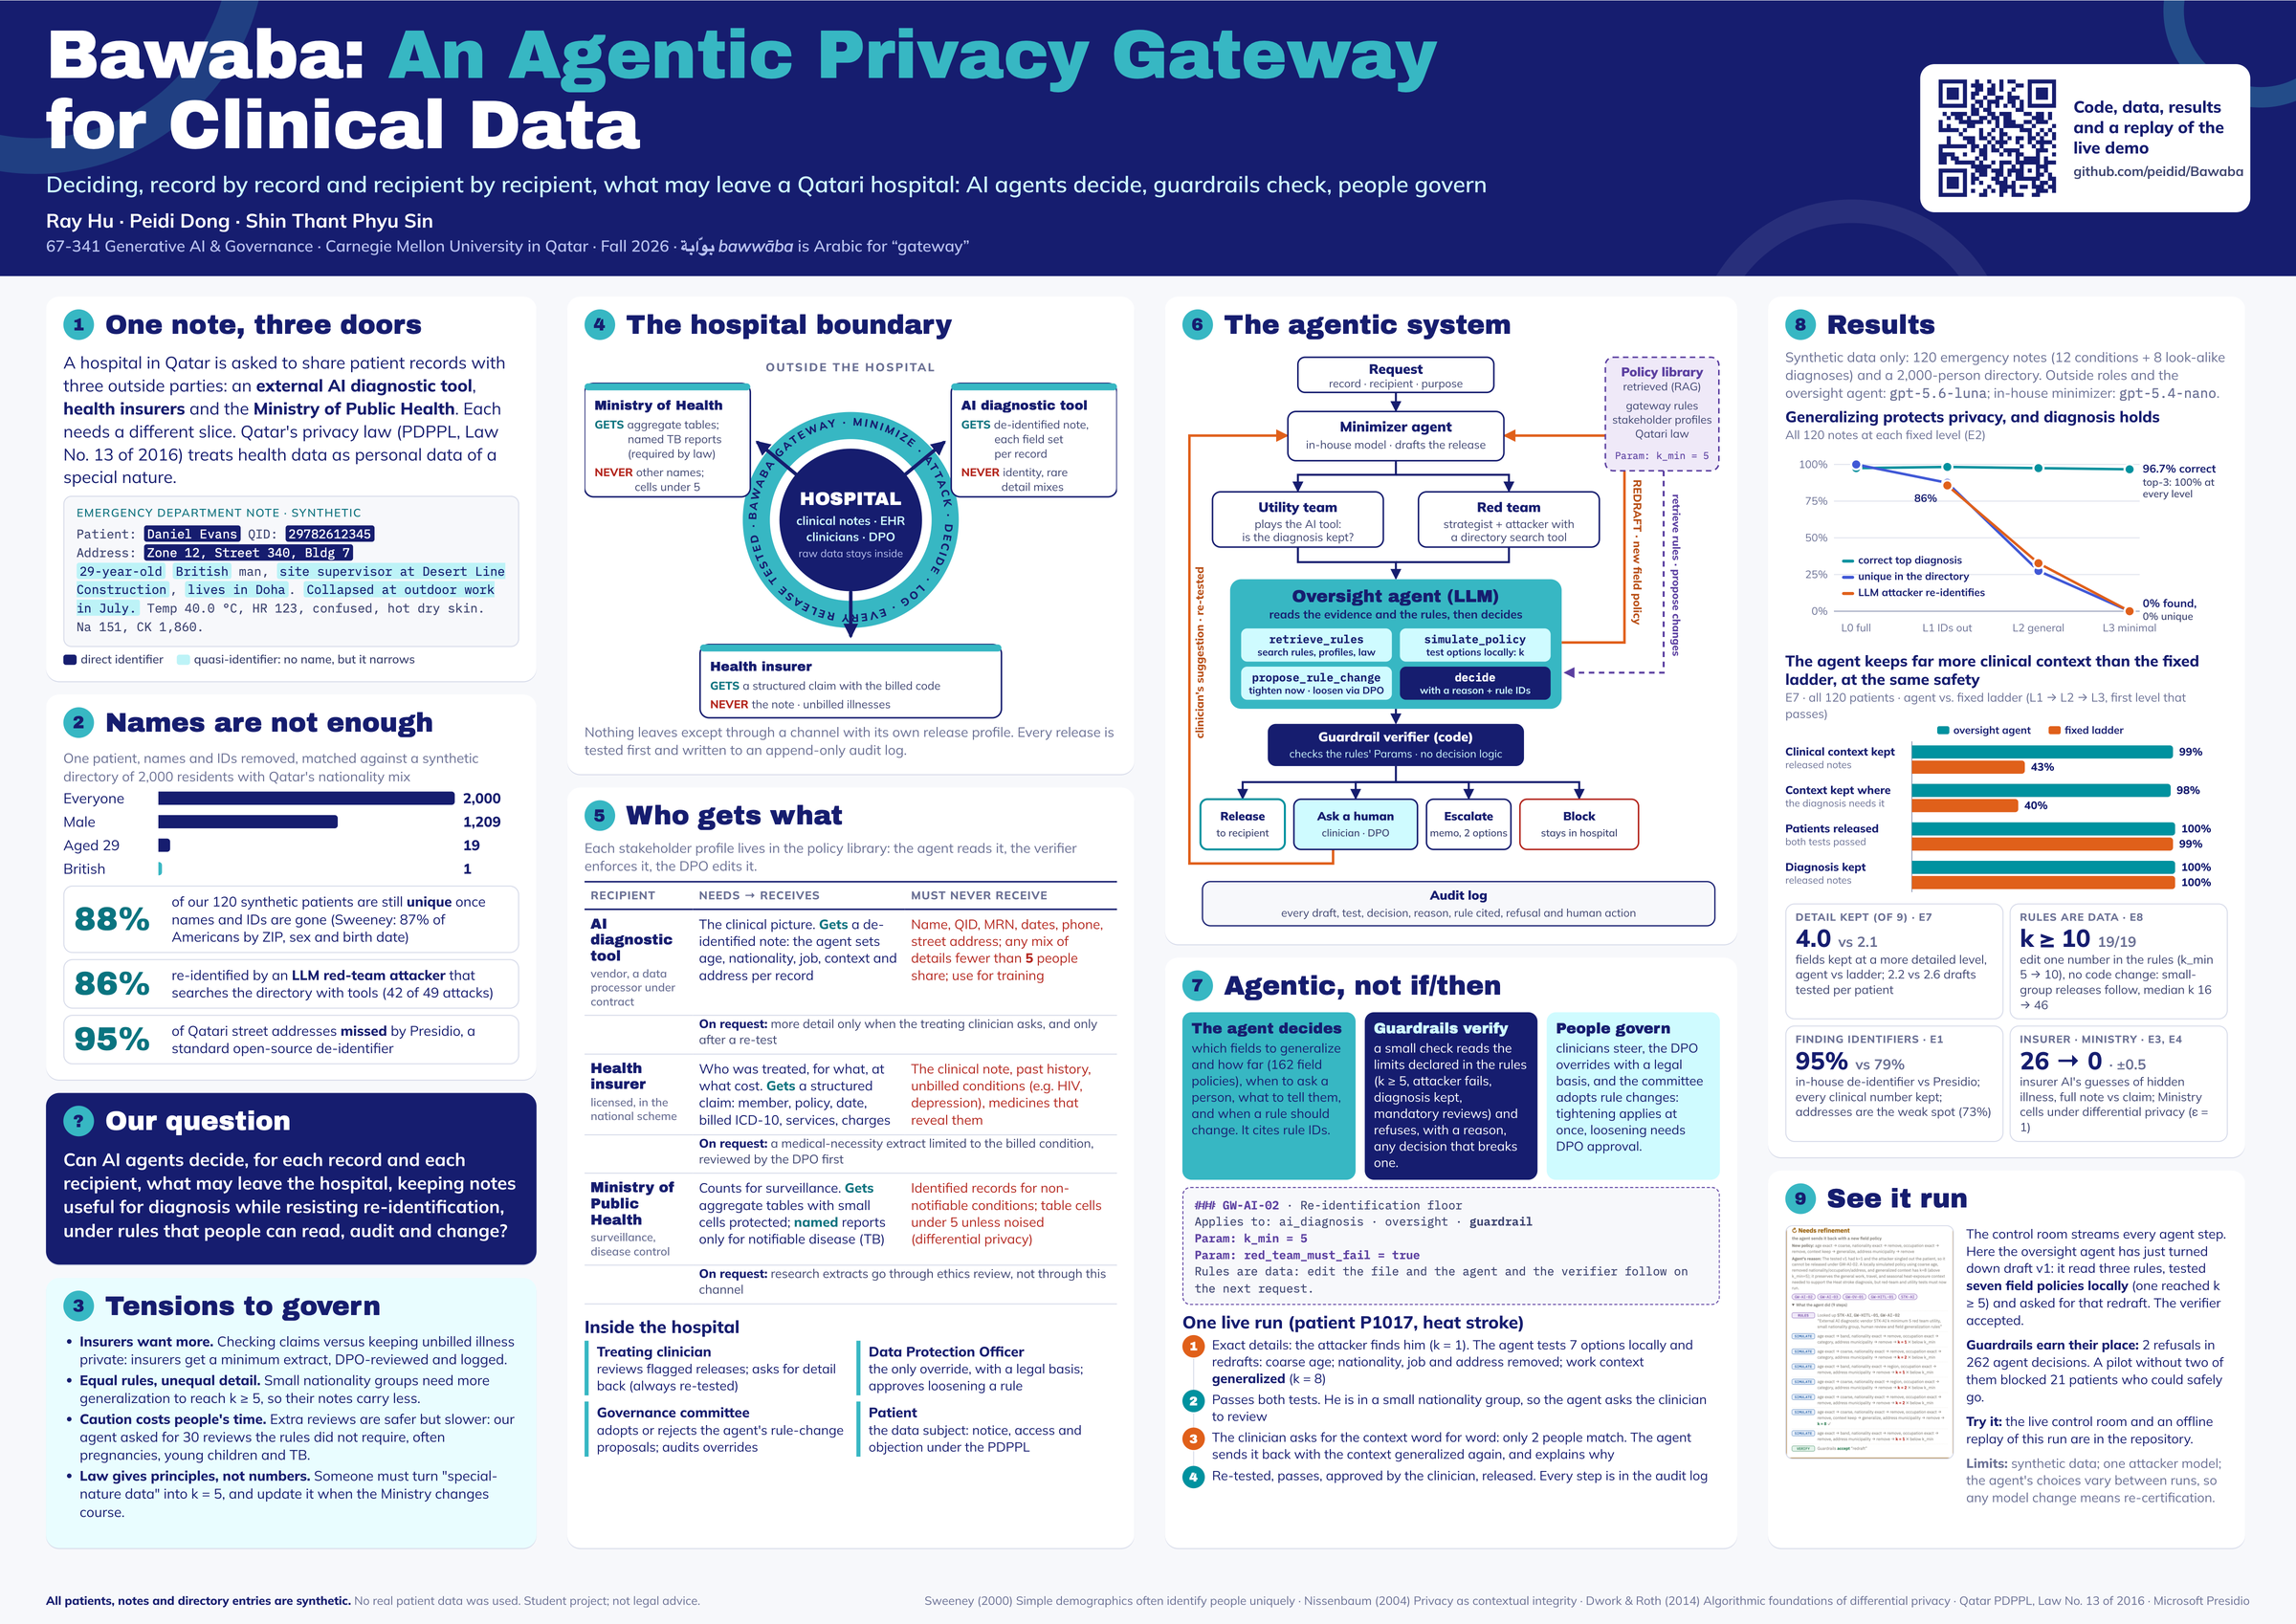 Bawaba: An Agentic Privacy Gateway
for Clinical Data
Deciding, record by record and recipient by recipient, what may leave a Qatari hospital: AI agents decide, guardrails check, people govern
Ray Hu · Peidi Dong · Shin Thant Phyu Sin
67-341 Generative AI & Governance · Carnegie Mellon University in Qatar · Fall 2026 · بوّابة bawwāba is Arabic for “gateway”
Code, data, results
and a replay of the
live demo
github.com/peidid/Bawaba
1 One note, three doors
A hospital in Qatar is asked to share patient records with
three outside parties: an external AI diagnostic tool,
health insurers and the Ministry of Public Health. Each
needs a different slice. Qatar's privacy law (PDPPL, Law
No. 13 of 2016) treats health data as personal data of a
special nature.
EMERGENCY DEPARTMENT NOTE · SYNTHETIC
Patient: Daniel Evans QID: 29782612345
Address: Zone 12, Street 340, Bldg 7
29-year-old British man, site supervisor at Desert Line
Construction, lives in Doha. Collapsed at outdoor work
in July. Temp 40.0 °C, HR 123, confused, hot dry skin.
Na 151, CK 1,860.
direct identifier quasi-identifier: no name, but it narrows
2 Names are not enough
One patient, names and IDs removed, matched against a synthetic
directory of 2,000 residents with Qatar's nationality mix
Everyone 2,000
Male 1,209
Aged 29 19
British 1
88% of our 120 synthetic patients are still unique once
names and IDs are gone (Sweeney: 87% of
Americans by ZIP, sex and birth date)
86% re-identified by an LLM red-team attacker that
searches the directory with tools (42 of 49 attacks)
95% of Qatari street addresses missed by Presidio, a
standard open-source de-identifier
? Our question
Can AI agents decide, for each record and each
recipient, what may leave the hospital, keeping notes
useful for diagnosis while resisting re-identification,
under rules that people can read, audit and change?
3 Tensions to govern
• Insurers want more. Checking claims versus keeping unbilled illness
private: insurers get a minimum extract, DPO-reviewed and logged.
• Equal rules, unequal detail. Small nationality groups need more
generalization to reach k ≥ 5, so their notes carry less.
• Caution costs people's time. Extra reviews are safer but slower: our
agent asked for 30 reviews the rules did not require, often
pregnancies, young children and TB.
• Law gives principles, not numbers. Someone must turn "special-
nature data" into k = 5, and update it when the Ministry changes
course.
4 The hospital boundary
OUTSIDE THE HOSPITAL
Ministry of Health
GETS aggregate tables;
named TB reports
(required by law)
NEVER other names;
cells under 5
AI diagnostic tool
GETS de-identified note,
each field set
per record
NEVER identity, rare
detail mixes
BAWABA GATEWAY · MINIMIZE · ATTACK · DECIDE · LOG · EVERY RELEASE TESTED ·
HOSPITAL
clinical notes · EHR
clinicians · DPO
raw data stays inside
Health insurer
GETS a structured claim with the billed code
NEVER the note · unbilled illnesses
Nothing leaves except through a channel with its own release profile. Every release is
tested first and written to an append-only audit log.
5 Who gets what
Each stakeholder profile lives in the policy library: the agent reads it, the verifier
enforces it, the DPO edits it.
RECIPIENT NEEDS → RECEIVES MUST NEVER RECEIVE
AI
diagnostic
tool
vendor, a data
processor under
contract
The clinical picture. Gets a de-
identified note: the agent sets
age, nationality, job, context and
address per record
Name, QID, MRN, dates, phone,
street address; any mix of
details fewer than 5 people
share; use for training
On request: more detail only when the treating clinician asks, and only
after a re-test
Health
insurer
licensed, in the
national scheme
Who was treated, for what, at
what cost. Gets a structured
claim: member, policy, date,
billed ICD-10, services, charges
The clinical note, past history,
unbilled conditions (e.g. HIV,
depression), medicines that
reveal them
On request: a medical-necessity extract limited to the billed condition,
reviewed by the DPO first
Ministry of
Public
Health
surveillance,
disease control
Counts for surveillance. Gets
aggregate tables with small
cells protected; named reports
only for notifiable disease (TB)
Identified records for non-
notifiable conditions; table cells
under 5 unless noised
(differential privacy)
On request: research extracts go through ethics review, not through this
channel
Inside the hospital
Treating clinician
reviews flagged releases; asks for detail
back (always re-tested)
Data Protection Officer
the only override, with a legal basis;
approves loosening a rule
Governance committee
adopts or rejects the agent's rule-change
proposals; audits overrides
Patient
the data subject: notice, access and
objection under the PDPPL
6 The agentic system
Request
record · recipient · purpose
Policy library
retrieved (RAG)
gateway rules
stakeholder profiles
Qatari law
Param: k_min = 5
Minimizer agent
in-house model · drafts the release
Utility team
plays the AI tool:
is the diagnosis kept?
Red team
strategist + attacker with
a directory search tool
REDRAFT · new field policy
retrieve rules · propose changes
clinician's suggestion · re-tested
Oversight agent (LLM)
reads the evidence and the rules, then decides
retrieve_rules
search rules, profiles, law
simulate_policy
test options locally: k
propose_rule_change
tighten now · loosen via DPO
decide
with a reason + rule IDs
Guardrail verifier (code)
checks the rules' Params · no decision logic
Release
to recipient
Ask a human
clinician · DPO
Escalate
memo, 2 options
Block
stays in hospital
Audit log
every draft, test, decision, reason, rule cited, refusal and human action
7 Agentic, not if/then
The agent decides
which fields to generalize
and how far (162 field
policies), when to ask a
person, what to tell them,
and when a rule should
change. It cites rule IDs.
Guardrails verify
a small check reads the
limits declared in the rules
(k ≥ 5, attacker fails,
diagnosis kept,
mandatory reviews) and
refuses, with a reason,
any decision that breaks
one.
People govern
clinicians steer, the DPO
overrides with a legal
basis, and the committee
adopts rule changes:
tightening applies at
once, loosening needs
DPO approval.
### GW-AI-02 · Re-identification floor
Applies to: ai_diagnosis · oversight · guardrail
Param: k_min = 5
Param: red_team_must_fail = true
Rules are data: edit the file and the agent and the verifier follow on
the next request.
One live run (patient P1017, heat stroke)
1 Exact details: the attacker finds him (k = 1). The agent tests 7 options locally and
redrafts: coarse age; nationality, job and address removed; work context
generalized (k = 8)
2 Passes both tests. He is in a small nationality group, so the agent asks the clinician
to review
3 The clinician asks for the context word for word: only 2 people match. The agent
sends it back with the context generalized again, and explains why
4 Re-tested, passes, approved by the clinician, released. Every step is in the audit log
8 Results
Synthetic data only: 120 emergency notes (12 conditions + 8 look-alike
diagnoses) and a 2,000-person directory. Outside roles and the
oversight agent: gpt-5.6-luna; in-house minimizer: gpt-5.4-nano.
Generalizing protects privacy, and diagnosis holds
All 120 notes at each fixed level (E2)
100%
75%
50%
25%
0%
86%
96.7% correct
top-3: 100% at
every level
correct top diagnosis
unique in the directory
LLM attacker re-identifies
0% found,
0% unique
L0 full L1 IDs out L2 general L3 minimal
The agent keeps far more clinical context than the fixed
ladder, at the same safety
E7 · all 120 patients · agent vs. fixed ladder (L1 → L2 → L3, first level that
passes)
oversight agent fixed ladder
Clinical context kept
released notes
99%
43%
Context kept where
the diagnosis needs it
98%
40%
Patients released
both tests passed
100%
99%
Diagnosis kept
released notes
100%
100%
DETAIL KEPT (OF 9) · E7
4.0 vs 2.1
fields kept at a more detailed level,
agent vs ladder; 2.2 vs 2.6 drafts
tested per patient
RULES ARE DATA · E8
k ≥ 10 19/19
edit one number in the rules (k_min
5 → 10), no code change: small-
group releases follow, median k 16
→ 46
FINDING IDENTIFIERS · E1
95% vs 79%
in-house de-identifier vs Presidio;
every clinical number kept;
addresses are the weak spot (73%)
INSURER · MINISTRY · E3, E4
26 → 0 · ±0.5
insurer AI's guesses of hidden
illness, full note vs claim; Ministry
cells under differential privacy (ε =
1)
9 See it run
Needs refinement
The control room streams every agent step.
Here the oversight agent has just turned
down draft v1: it read three rules, tested
seven field policies locally (one reached k
≥ 5) and asked for that redraft. The verifier
accepted.
Guardrails earn their place: 2 refusals in
262 agent decisions. A pilot without two of
them blocked 21 patients who could safely
go.
Try it: the live control room and an offline
replay of this run are in the repository.
Limits: synthetic data; one attacker model;
the agent's choices vary between runs, so
any model change means re-certification.
All patients, notes and directory entries are synthetic. No real patient data was used. Student project; not legal advice.
Sweeney (2000) Simple demographics often identify people uniquely · Nissenbaum (2004) Privacy as contextual integrity · Dwork & Roth (2014) Algorithmic foundations of differential privacy · Qatar PDPPL, Law No. 13 of 2016 · Microsoft Presidio